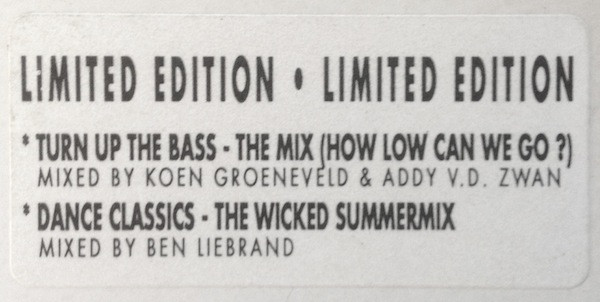 LiMITED EDITION • LIMITED EDITION
* TURN UP THE BASS - THE MIX (HOW LOW CAN WE GO ?)
MIXED BY KOEN GROENEVELD & ADDY V.D. ZWAN
* DANCE CLASSICS - THE WICKED SUMMERMIX
MIXED BY BEN LIEBRAND